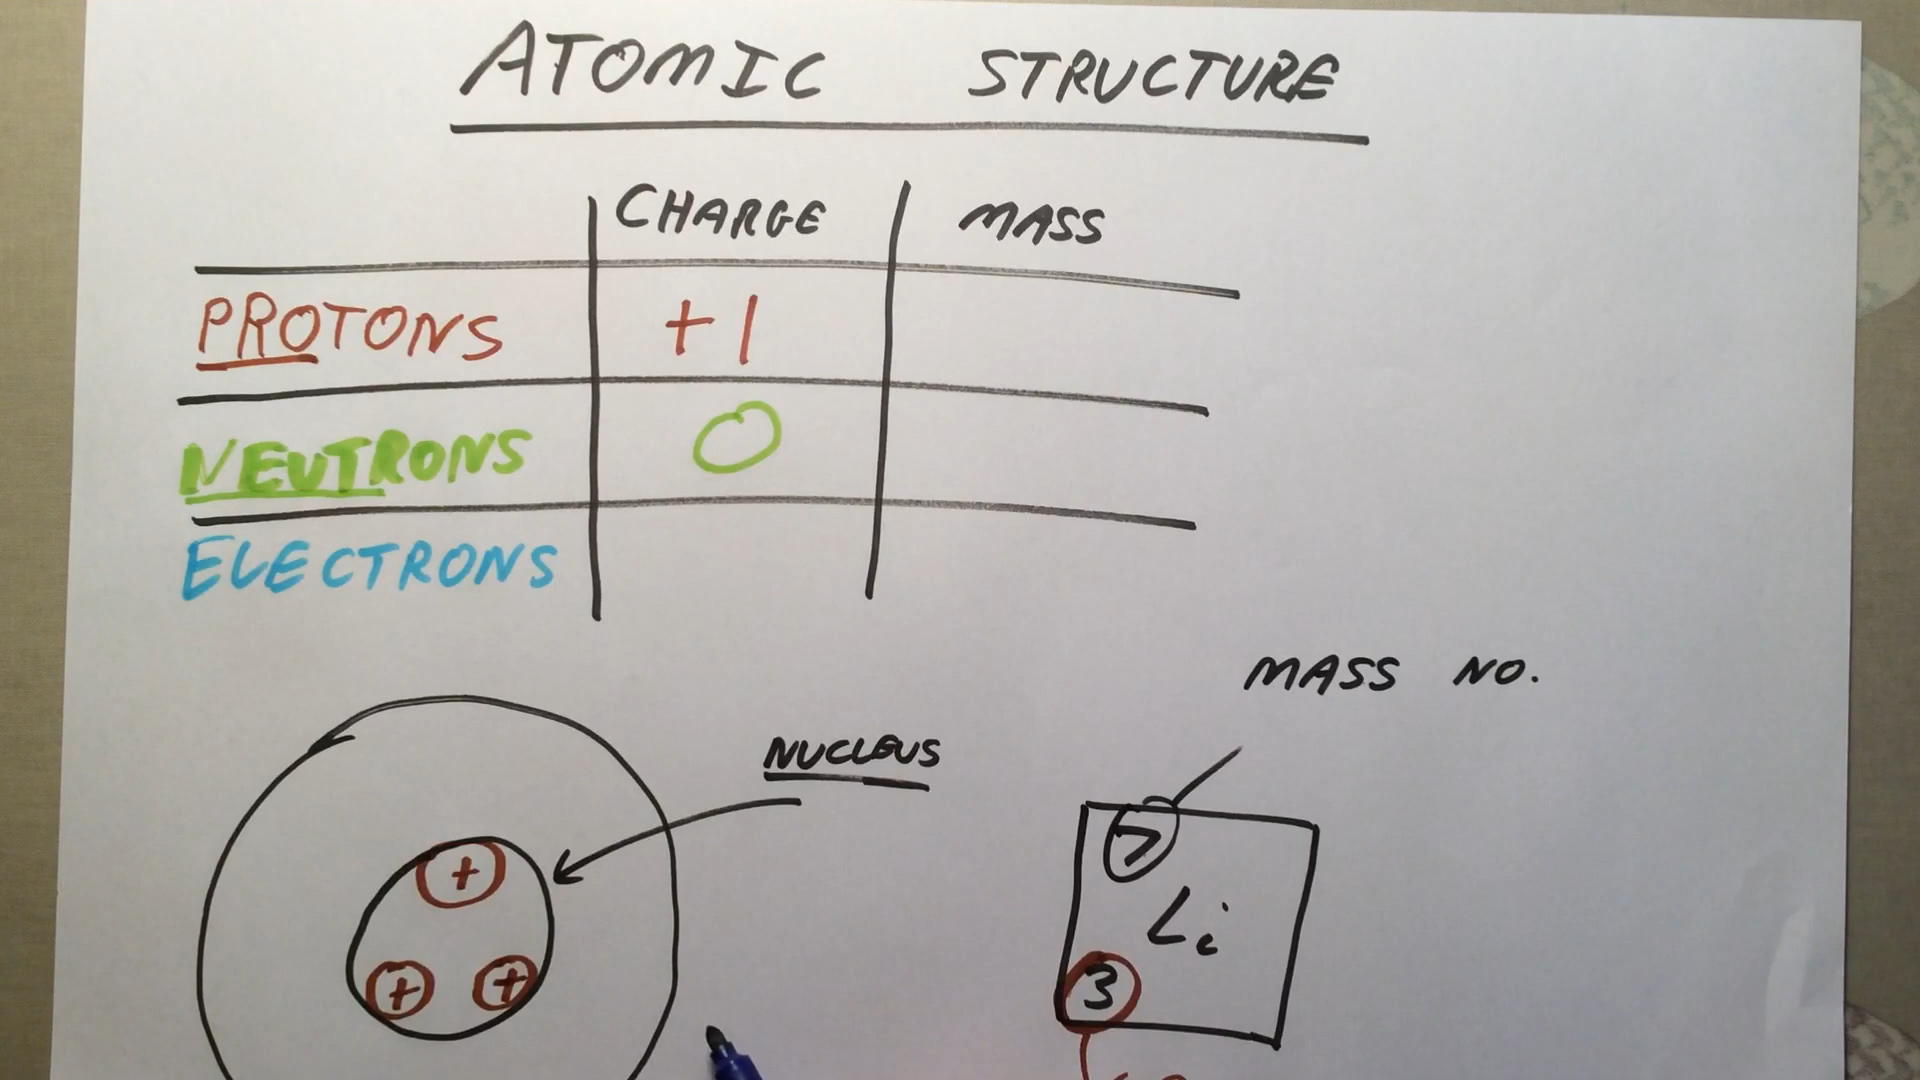 ATOMIC STRUCTURE
CHARGE MASS
PROTONS +1
NEUTRONS 0
ELECTRONS
MASS NO.
NUCLEUS
7
Li
+
+ +
3